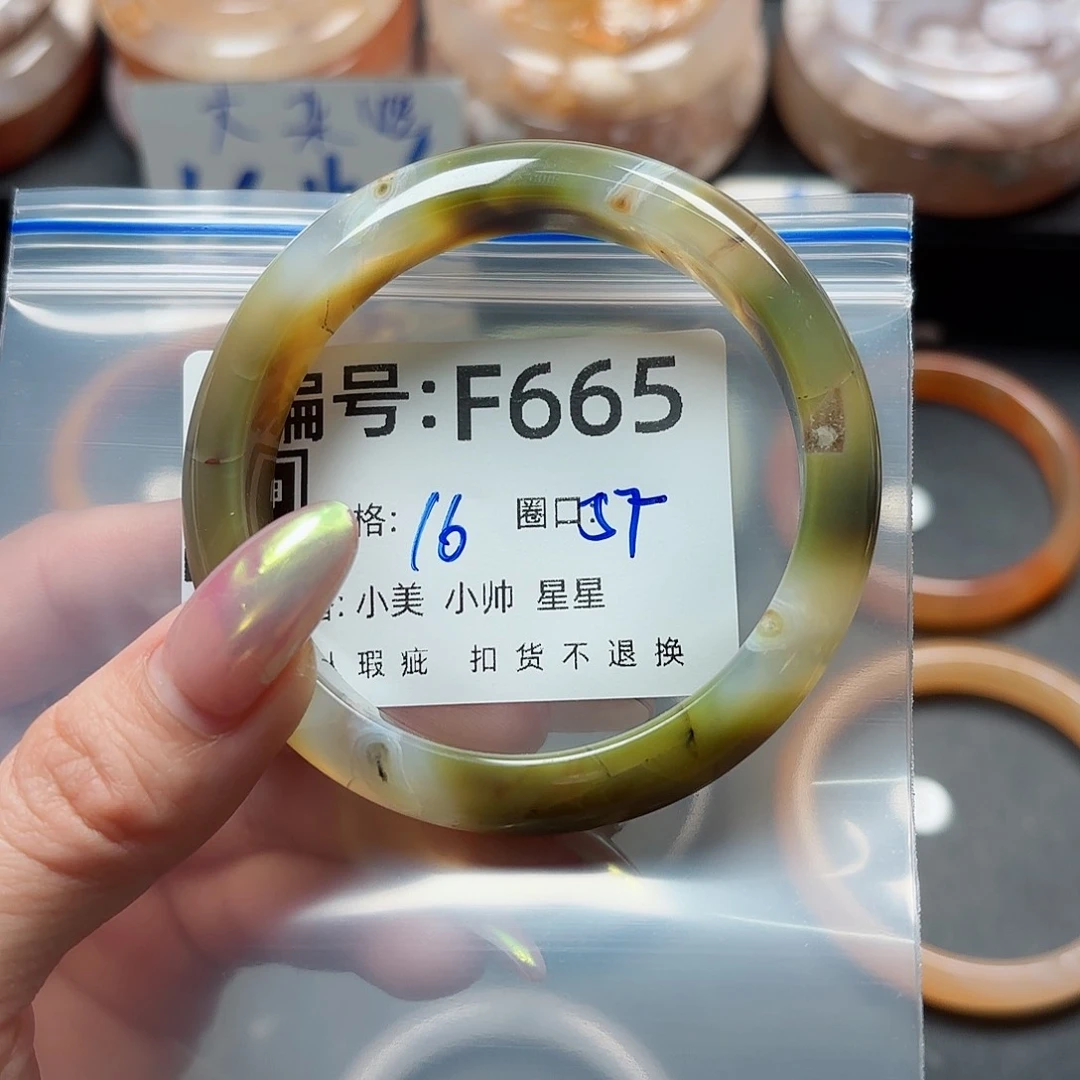 编号:F665
格: 16 圈口: 57
: 小美 小帅 星星
瑕疵 扣货不退换